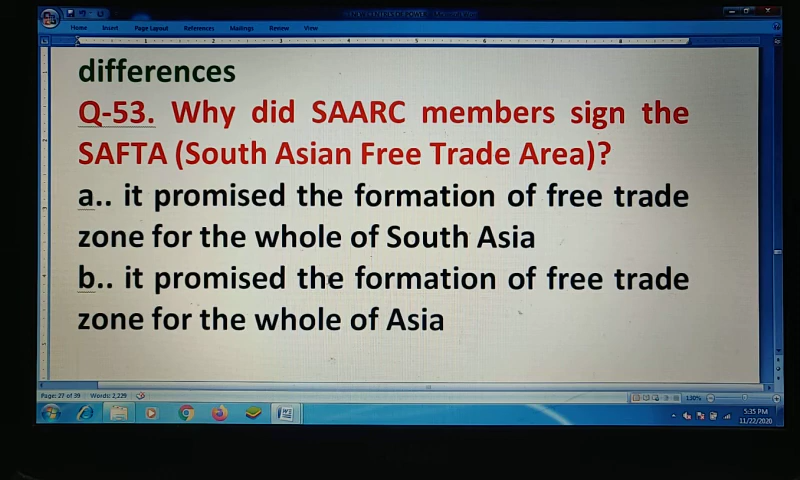 Home Insert Page Layout References Mailings Review View
differences
Q-53. Why did SAARC members sign the
SAFTA (South Asian Free Trade Area)?
a.. it promised the formation of free trade
zone for the whole of South Asia
b.. it promised the formation of free trade
zone for the whole of Asia
Page: 27 of 39 Words: 2,229
120%
5:35 PM
11/22/2020